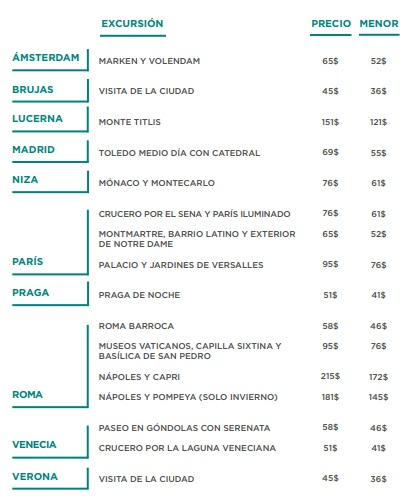 EXCURSIÓN PRECIO MENOR
ÁMSTERDAM MARKEN Y VOLENDAM 65$ 52$
BRUJAS VISITA DE LA CIUDAD 45$ 36$
LUCERNA MONTE TITLIS 151$ 121$
MADRID TOLEDO MEDIO DÍA CON CATEDRAL 69$ 55$
NIZA MÓNACO Y MONTECARLO 76$ 61$
CRUCERO POR EL SENA Y PARÍS ILUMINADO 76$ 61$
MONTMARTRE, BARRIO LATINO Y EXTERIOR 65$ 52$
DE NOTRE DAME
PARÍS PALACIO Y JARDINES DE VERSALLES 95$ 76$
PRAGA PRAGA DE NOCHE 51$ 41$
ROMA BARROCA 58$ 46$
MUSEOS VATICANOS, CAPILLA SIXTINA Y 95$ 76$
BASÍLICA DE SAN PEDRO
NÁPOLES Y CAPRI 215$ 172$
ROMA NÁPOLES Y POMPEYA (SOLO INVIERNO) 181$ 145$
PASEO EN GÓNDOLAS CON SERENATA 58$ 46$
VENECIA CRUCERO POR LA LAGUNA VENECIANA 51$ 41$
VERONA VISITA DE LA CIUDAD 45$ 36$